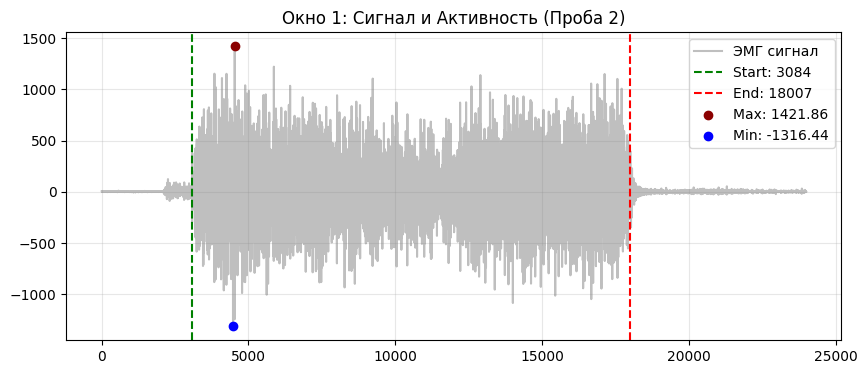 Окно 1: Сигнал и Активность (Проба 2)
1500
1000
500
0
−500
−1000
0
5000
10000
15000
20000
25000
ЭМГ сигнал
Start: 3084
End: 18007
Max: 1421.86
Min: -1316.44